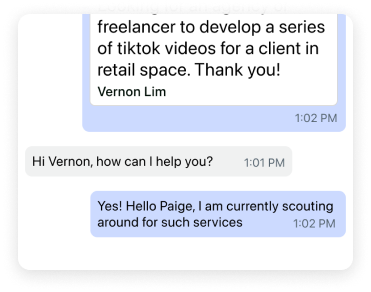 freelancer to develop a series
of tiktok videos for a client in
retail space. Thank you!
Vernon Lim
1:02 PM
Hi Vernon, how can I help you?
1:01 PM
Yes! Hello Paige, I am currently scouting
around for such services
1:02 PM